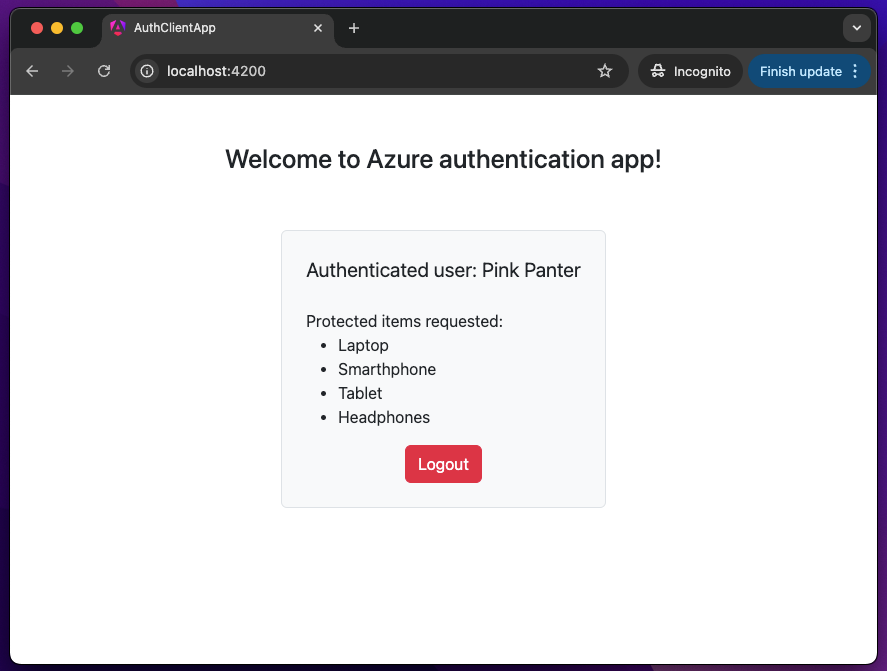 AuthClientApp
localhost:4200
Incognito
Finish update
Welcome to Azure authentication app!
Authenticated user: Pink Panter
Protected items requested:
Laptop
Smarthphone
Tablet
Headphones
Logout